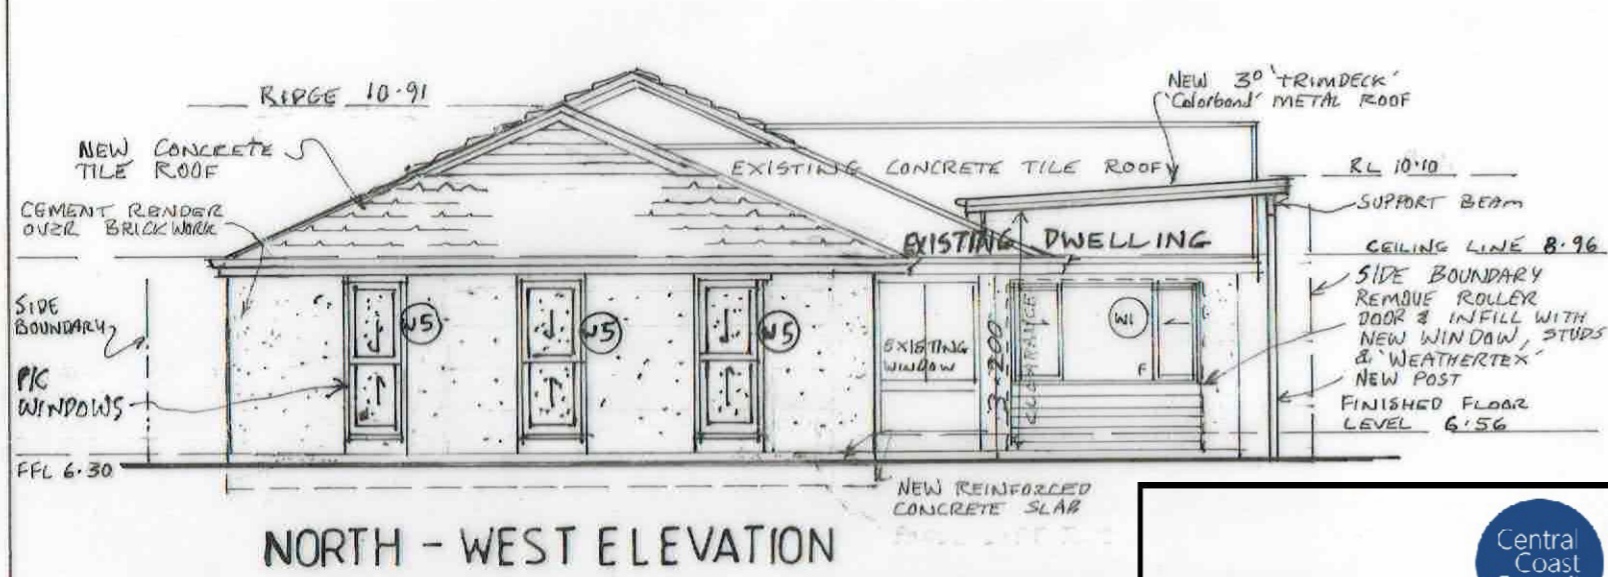 RIDGE 10.91
NEW CONCRETE
TILE ROOF
CEMENT RENDER
OVER BRICKWORK
SIDE
BOUNDARY
P/C
WINDOWS
FFL 6.30
W5
W5
W5
EXISTING CONCRETE TILE ROOF
EXISTING DWELLING
EXISTING
WINDOW
3.200
CLEARANCE
W1
F
NEW 3° 'TRIMDECK'
'Colorbond' METAL ROOF
RL 10.10
SUPPORT BEAM
CEILING LINE 8.96
SIDE BOUNDARY
REMOVE ROLLER
DOOR & INFILL WITH
NEW WINDOW, STUDS
& 'WEATHERTEX'
NEW POST
FINISHED FLOOR
LEVEL 6.56
NEW REINFORCED
CONCRETE SLAB
NORTH - WEST ELEVATION
Central
Coast